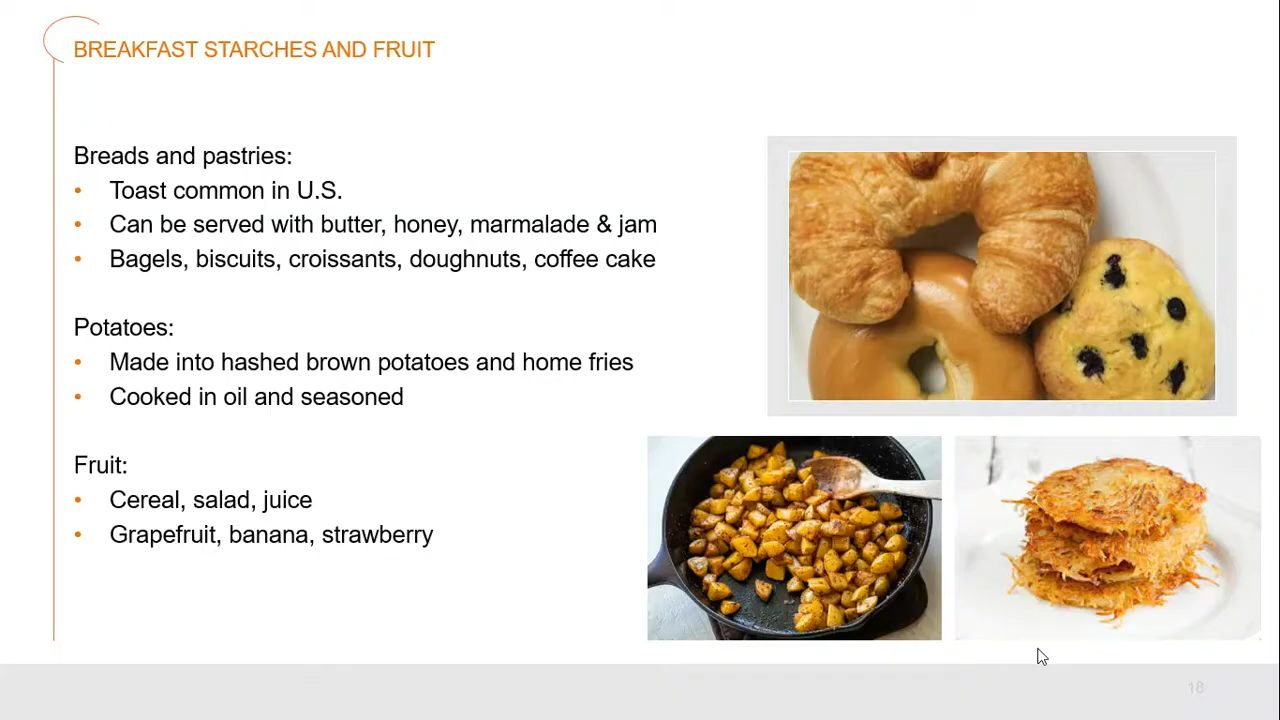 BREAKFAST STARCHES AND FRUIT
Breads and pastries:
• Toast common in U.S.
• Can be served with butter, honey, marmalade & jam
• Bagels, biscuits, croissants, doughnuts, coffee cake
Potatoes:
• Made into hashed brown potatoes and home fries
• Cooked in oil and seasoned
Fruit:
• Cereal, salad, juice
• Grapefruit, banana, strawberry
18